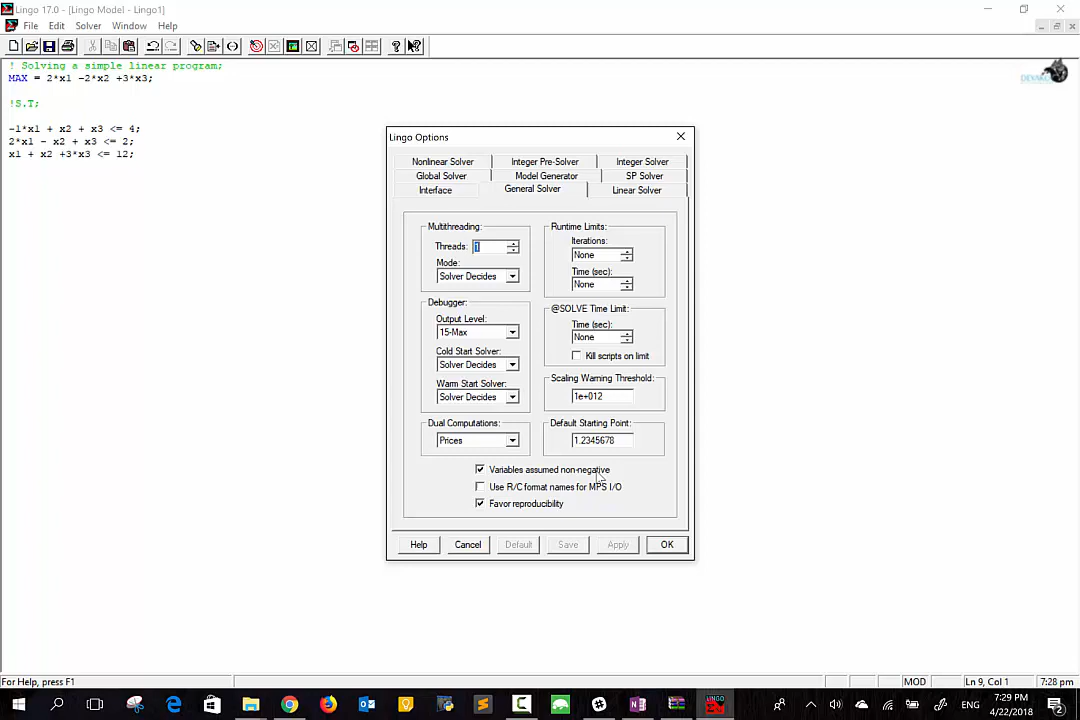 Lingo 17.0 - [Lingo Model - Lingo1]
File Edit Solver Window Help
! Solving a simple linear program;
MAX = 2*x1 -2*x2 +3*x3;
!S.T;
-1*x1 + x2 + x3 <= 4;
2*x1 - x2 + x3 <= 2;
x1 + x2 +3*x3 <= 12;
Lingo Options
Nonlinear Solver Integer Pre-Solver Integer Solver
Global Solver Model Generator SP Solver
Interface General Solver Linear Solver
Multithreading:
Threads: 1
Mode:
Solver Decides
Debugger:
Output Level:
15-Max
Cold Start Solver:
Solver Decides
Warm Start Solver:
Solver Decides
Dual Computations:
Prices
Runtime Limits:
Iterations:
None
Time (sec):
None
@SOLVE Time Limit:
Time (sec):
None
Kill scripts on limit
Scaling Warning Threshold:
1e+012
Default Starting Point:
1.2345678
Variables assumed non-negative
Use R/C format names for MPS I/O
Favor reproducibility
Help Cancel Default Save Apply OK
For Help, press F1
MOD Ln 9, Col 1 7:28 pm
ENG
7:29 PM
4/22/2018
2